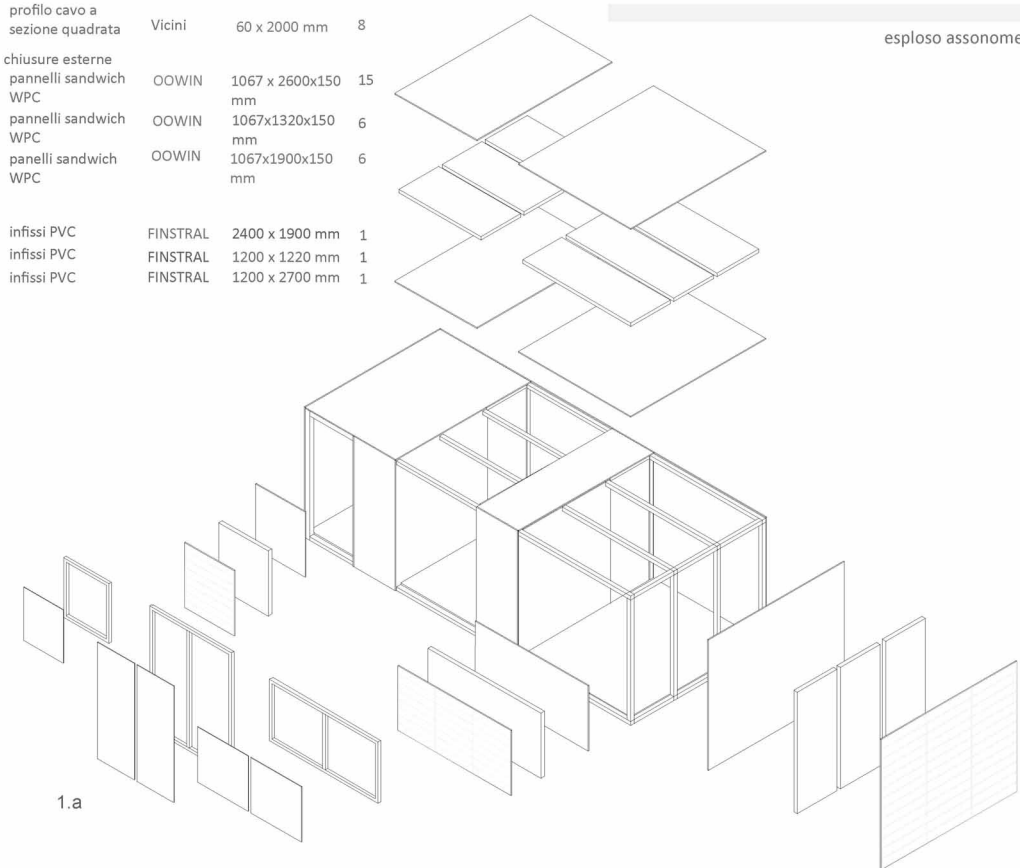 profilo cavo a
sezione quadrata Vicini 60 x 2000 mm 8
chiusure esterne
pannelli sandwich OOWIN 1067 x 2600x150 15
WPC mm
pannelli sandwich OOWIN 1067x1320x150 6
WPC mm
panelli sandwich OOWIN 1067x1900x150 6
WPC mm
infissi PVC FINSTRAL 2400 x 1900 mm 1
infissi PVC FINSTRAL 1200 x 1220 mm 1
infissi PVC FINSTRAL 1200 x 2700 mm 1
esploso assonome
1.a